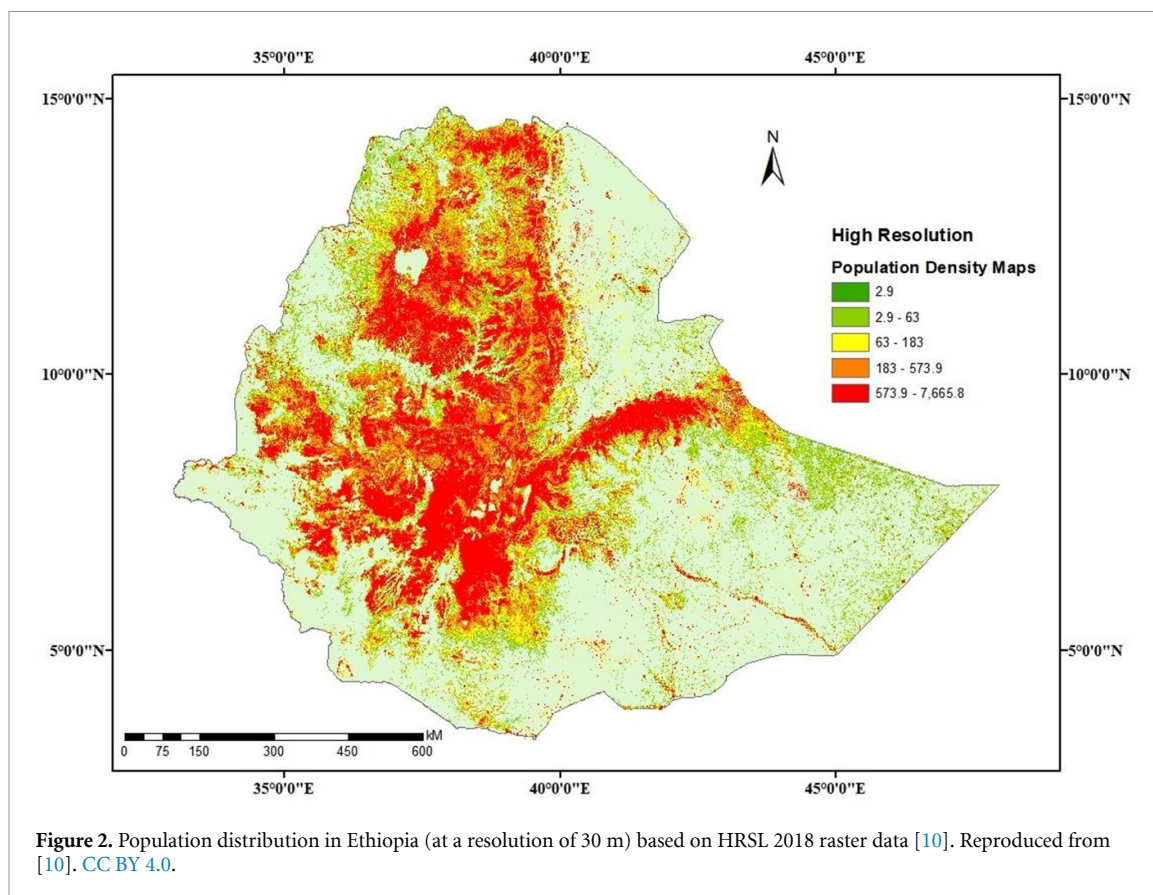 35°0'0"E 40°0'0"E 45°0'0"E
15°0'0"N 15°0'0"N
N
High Resolution
Population Density Maps
2.9
2.9 - 63
63 - 183
183 - 573.9
573.9 - 7,665.8
10°0'0"N 10°0'0"N
5°0'0"N 5°0'0"N
kM
0 75 150 300 450 600
35°0'0"E 40°0'0"E 45°0'0"E
Figure 2. Population distribution in Ethiopia (at a resolution of 30 m) based on HRSL 2018 raster data [10]. Reproduced from
[10]. CC BY 4.0.